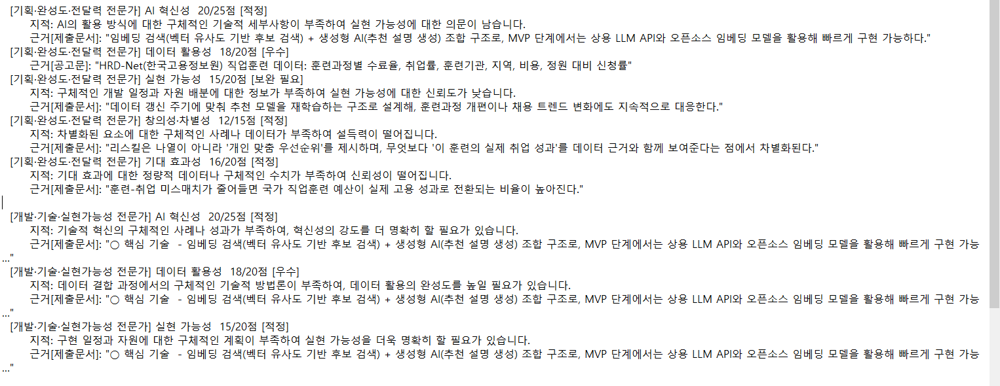 [기획·완성도·전달력 전문가] AI 혁신성 20/25점 [적정]
지적: AI의 활용 방식에 대한 구체적인 기술적 세부사항이 부족하여 실현 가능성에 대한 의문이 남습니다.
근거[제출문서]: "임베딩 검색(벡터 유사도 기반 후보 검색) + 생성형 AI(추천 설명 생성) 조합 구조로, MVP 단계에서는 상용 LLM API와 오픈소스 임베딩 모델을 활용해 빠르게 구현 가능하다."
[기획·완성도·전달력 전문가] 데이터 활용성 18/20점 [우수]
근거[공고문]: "HRD-Net(한국고용정보원) 직업훈련 데이터: 훈련과정별 수료율, 취업률, 훈련기관, 지역, 비용, 정원 대비 신청률"
[기획·완성도·전달력 전문가] 실현 가능성 15/20점 [보완 필요]
지적: 구체적인 개발 일정과 자원 배분에 대한 정보가 부족하여 실현 가능성에 대한 신뢰도가 낮습니다.
근거[제출문서]: "데이터 갱신 주기에 맞춰 추천 모델을 재학습하는 구조로 설계해, 훈련과정 개편이나 채용 트렌드 변화에도 지속적으로 대응한다."
[기획·완성도·전달력 전문가] 창의성·차별성 12/15점 [적정]
지적: 차별화된 요소에 대한 구체적인 사례나 데이터가 부족하여 설득력이 떨어집니다.
근거[제출문서]: "리스킬은 나열이 아니라 '개인 맞춤 우선순위'를 제시하며, 무엇보다 '이 훈련의 실제 취업 성과'를 데이터 근거와 함께 보여준다는 점에서 차별화된다."
[기획·완성도·전달력 전문가] 기대 효과성 16/20점 [적정]
지적: 기대 효과에 대한 정량적 데이터나 구체적인 수치가 부족하여 신뢰성이 떨어집니다.
근거[제출문서]: "훈련-취업 미스매치가 줄어들면 국가 직업훈련 예산이 실제 고용 성과로 전환되는 비율이 높아진다."
[개발·기술·실현가능성 전문가] AI 혁신성 20/25점 [적정]
지적: 기술적 혁신의 구체적인 사례나 성과가 부족하여, 혁신성의 강도를 더 명확히 할 필요가 있습니다.
근거[제출문서]: "○ 핵심 기술 - 임베딩 검색(벡터 유사도 기반 후보 검색) + 생성형 AI(추천 설명 생성) 조합 구조로, MVP 단계에서는 상용 LLM API와 오픈소스 임베딩 모델을 활용해 빠르게 구현 가능
..."
[개발·기술·실현가능성 전문가] 데이터 활용성 18/20점 [우수]
지적: 데이터 결합 과정에서의 구체적인 기술적 방법론이 부족하여, 데이터 활용의 완성도를 높일 필요가 있습니다.
근거[제출문서]: "○ 핵심 기술 - 임베딩 검색(벡터 유사도 기반 후보 검색) + 생성형 AI(추천 설명 생성) 조합 구조로, MVP 단계에서는 상용 LLM API와 오픈소스 임베딩 모델을 활용해 빠르게 구현 가능
..."
[개발·기술·실현가능성 전문가] 실현 가능성 15/20점 [적정]
지적: 구현 일정과 자원에 대한 구체적인 계획이 부족하여 실현 가능성을 더욱 명확히 할 필요가 있습니다.
근거[제출문서]: "○ 핵심 기술 - 임베딩 검색(벡터 유사도 기반 후보 검색) + 생성형 AI(추천 설명 생성) 조합 구조로, MVP 단계에서는 상용 LLM API와 오픈소스 임베딩 모델을 활용해 빠르게 구현 가능
..."